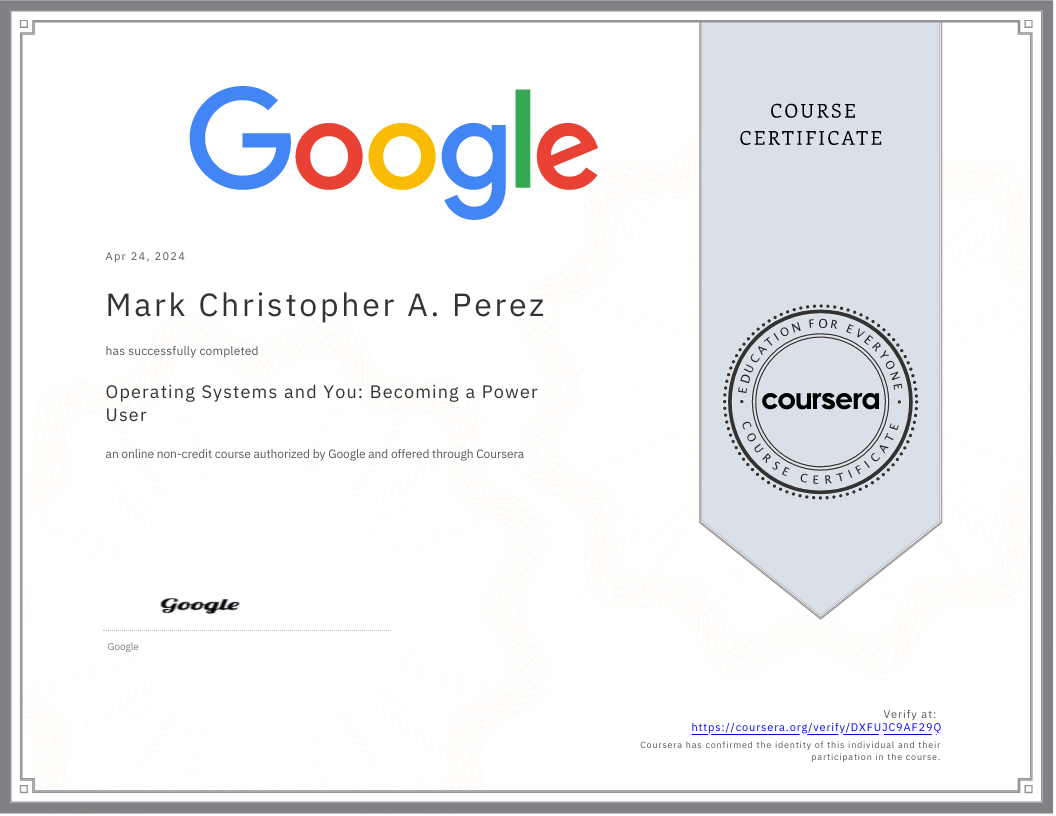 Google
COURSE
CERTIFICATE
Apr 24, 2024
Mark Christopher A. Perez
has successfully completed
Operating Systems and You: Becoming a Power
User
an online non-credit course authorized by Google and offered through Coursera
EDUCATION FOR EVERYONE
coursera
COURSE CERTIFICATE
Google
Google
Verify at:
https://coursera.org/verify/DXFUJC9AF29Q
Coursera has confirmed the identity of this individual and their
participation in the course.